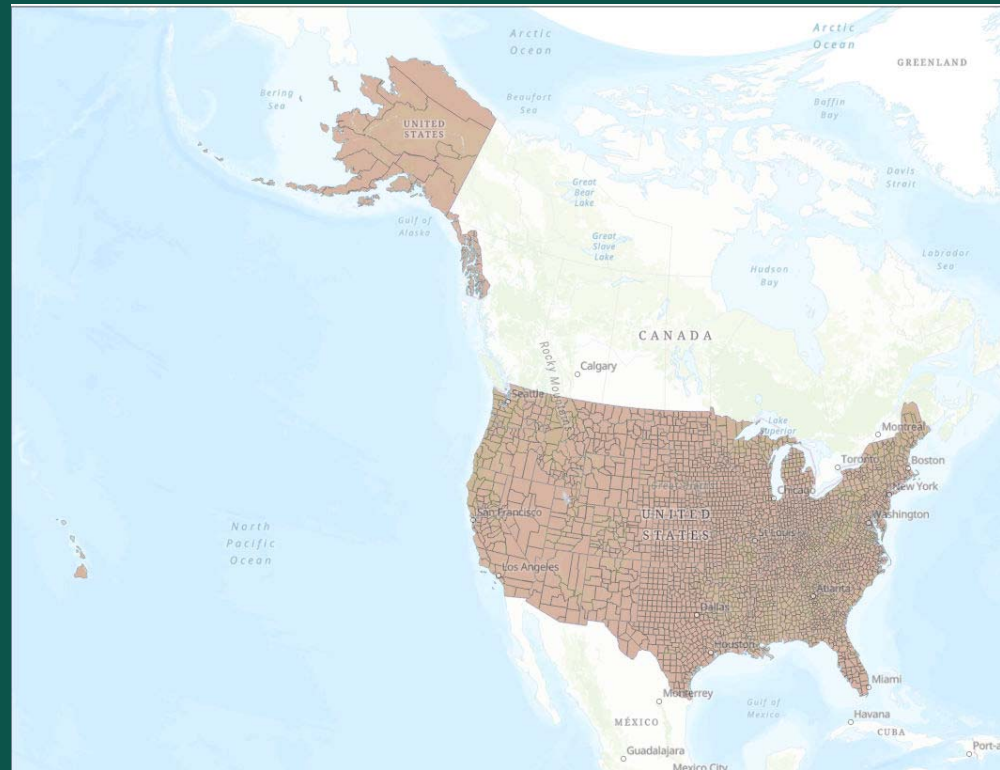 Arctic
Ocean
Arctic
Ocean
GREENLAND
Bering
Sea
Beaufort
Sea
Baffin
Bay
UNITED
STATES
Davis
Strait
Great
Bear
Lake
Gulf of
Alaska
Great
Slave
Lake
Labrador
Sea
Hudson
Bay
CANADA
Rocky Mountains
Calgary
Seattle
Lake
Superior
Montreal
Toronto
Boston
Chicago
New York
San Francisco
UNITED
STATES
Washington
St Louis
North
Pacific
Ocean
Los Angeles
Atlanta
Dallas
Houston
Miami
Monterrey
Gulf of
Mexico
MÉXICO
Havana
CUBA
Guadalajara
Mexico City
Port-a